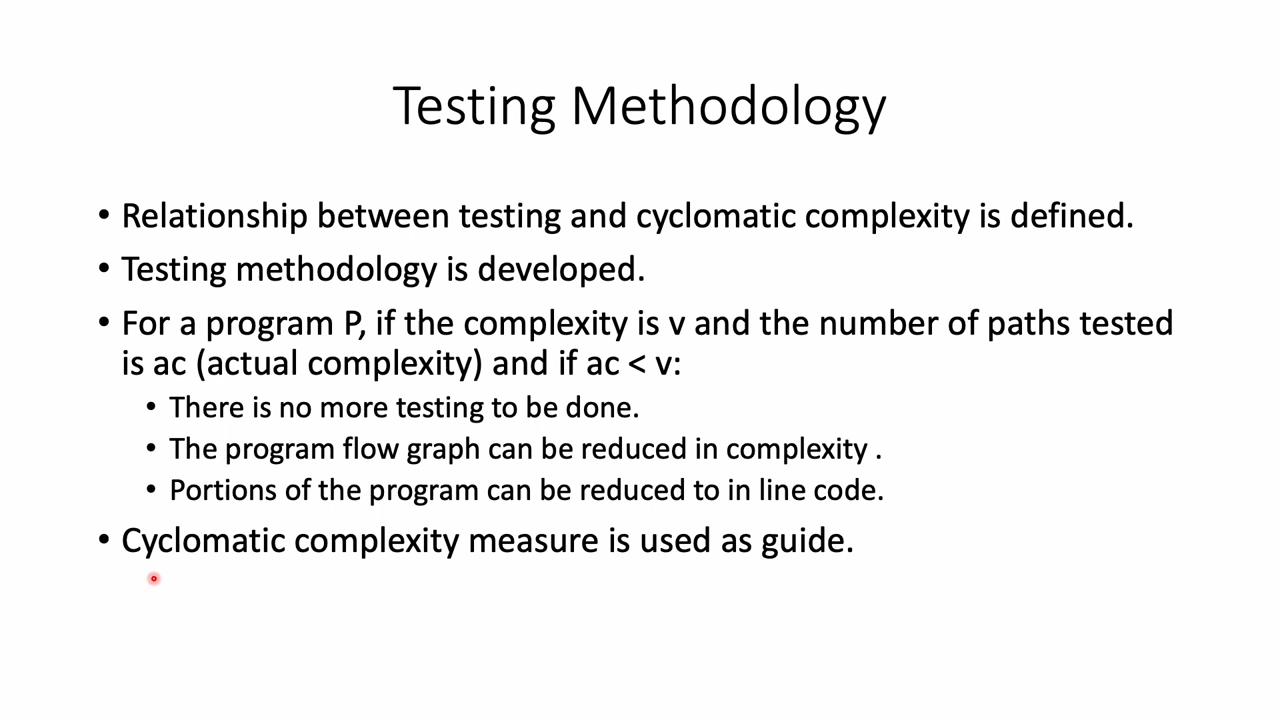 Testing Methodology
• Relationship between testing and cyclomatic complexity is defined.
• Testing methodology is developed.
• For a program P, if the complexity is v and the number of paths tested
is ac (actual complexity) and if ac < v:
• There is no more testing to be done.
• The program flow graph can be reduced in complexity .
• Portions of the program can be reduced to in line code.
• Cyclomatic complexity measure is used as guide.